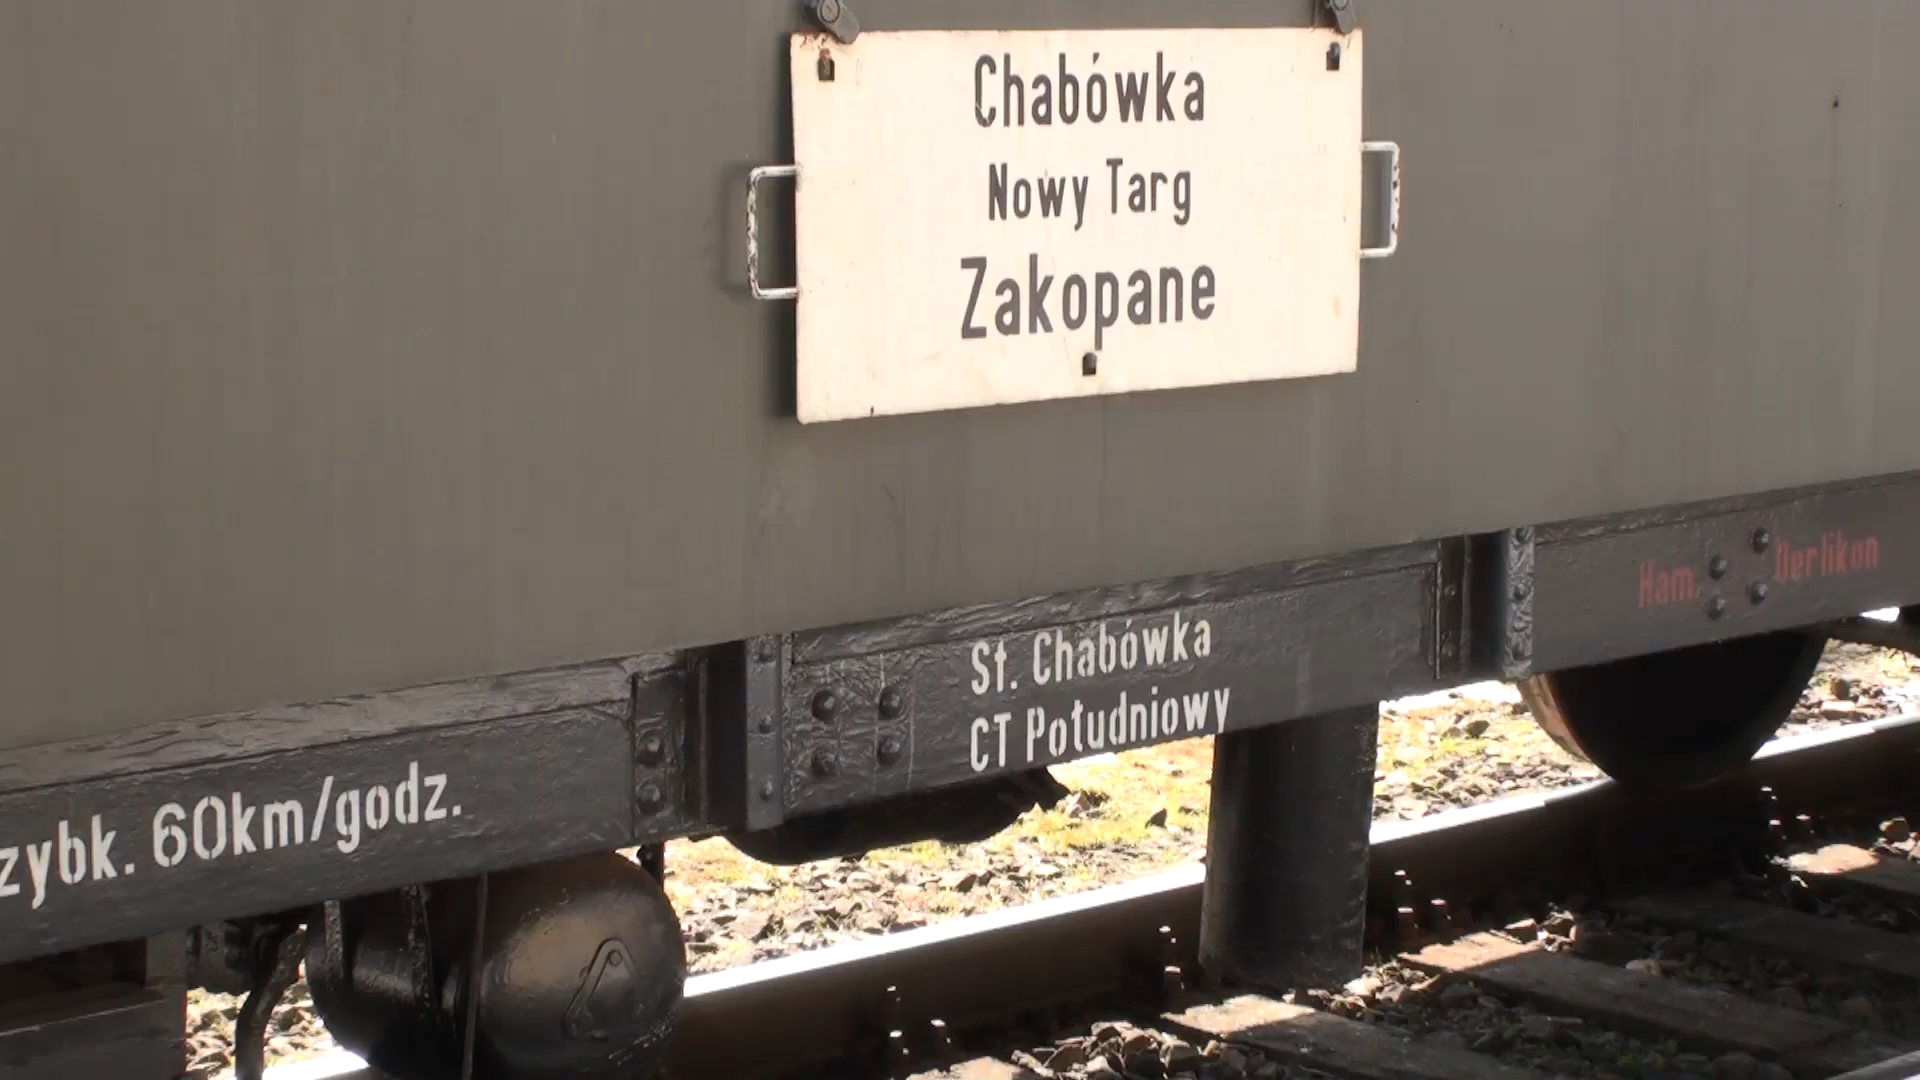 Chabówka
Nowy Targ
Zakopane
Ham. Oerlikon
St. Chabówka
CT Południowy
zybk. 60km/godz.